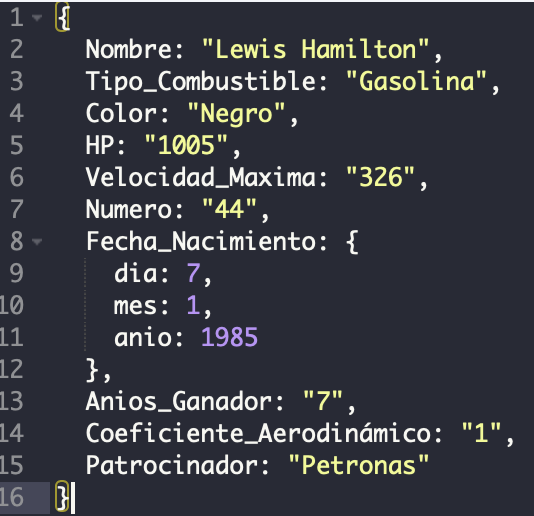 1 {
2 Nombre: "Lewis Hamilton",
3 Tipo_Combustible: "Gasolina",
4 Color: "Negro",
5 HP: "1005",
6 Velocidad_Maxima: "326",
7 Numero: "44",
8 Fecha_Nacimiento: {
9 dia: 7,
10 mes: 1,
11 anio: 1985
12 },
13 Anios_Ganador: "7",
14 Coeficiente_Aerodinámico: "1",
15 Patrocinador: "Petronas"
16 }